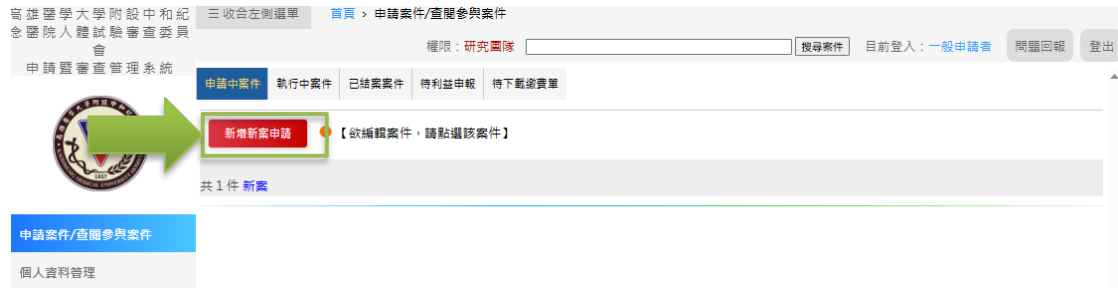 高雄醫學大學附設中和紀
念醫院人體試驗審查委員
會
申請暨審查管理系統
三 收合左側選單 首頁 › 申請案件/查閱參與案件
權限：研究團隊 搜尋案件 目前登入：一般申請者 問題回報 登出
申請中案件 執行中案件 已結案案件 待利益申報 待下載繳費單
新增新案申請 【欲編輯案件，請點選該案件】
共 1 件 新案
1957
申請案件/查閱參與案件
個人資料管理